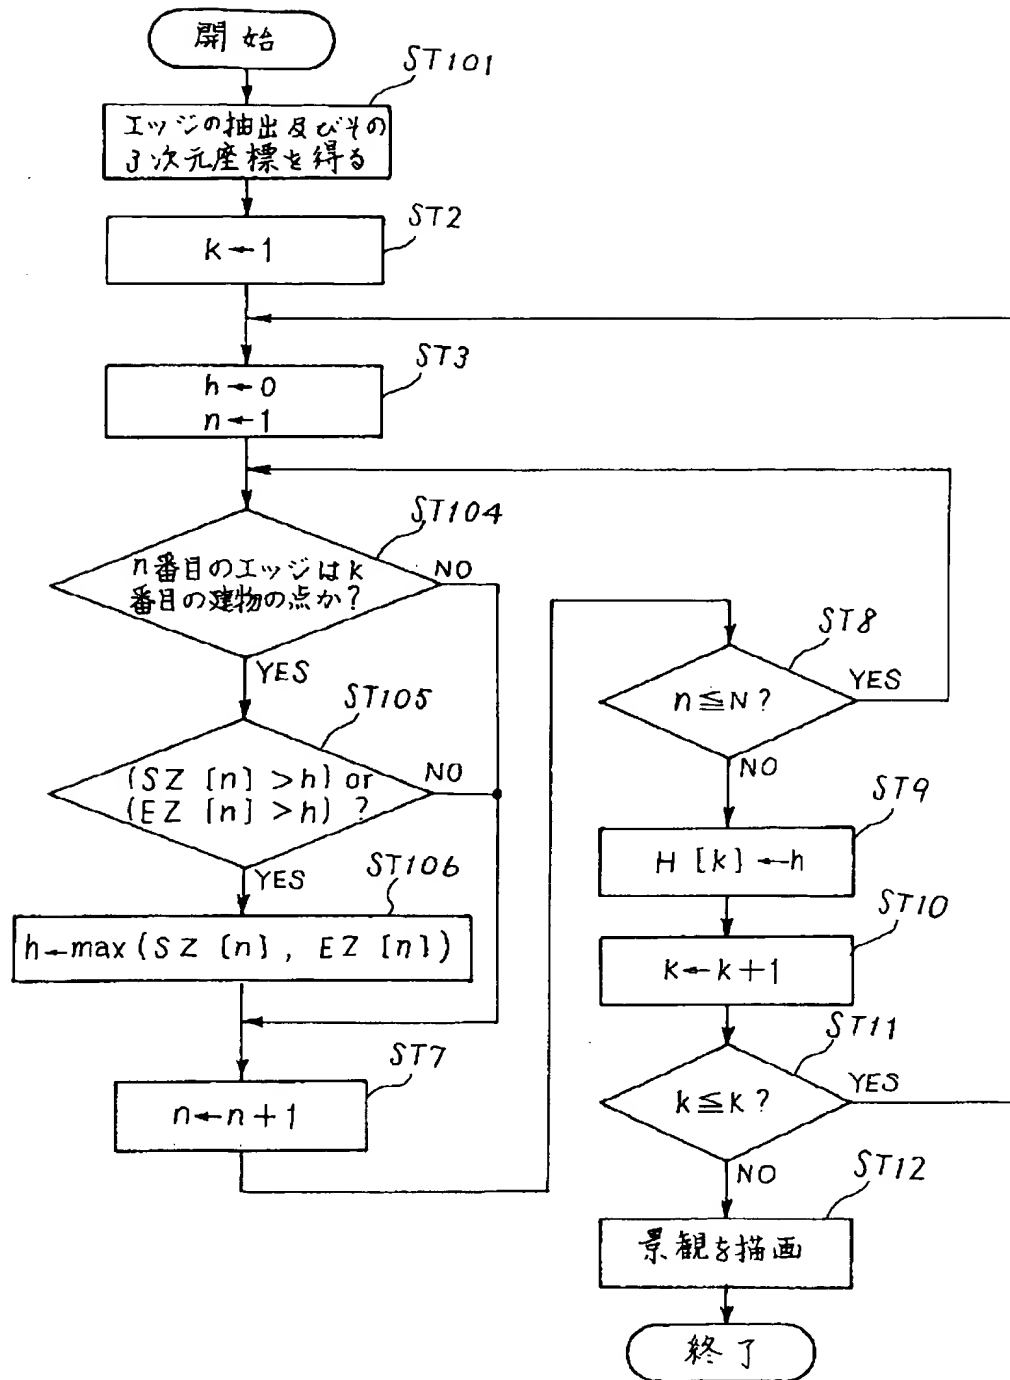 開始
ST101
エッジの抽出及びその
3次元座標を得る
ST2
k←1
ST3
h←0
n←1
ST104
n番目のエッジはk
番目の建物の点か?
NO
YES
ST105
(SZ [n] >h) or
(EZ [n] >h) ?
NO
YES
ST106
h←max (SZ [n] , EZ [n])
ST7
n←n+1
ST8
n≦N?
YES
NO
ST9
H [k] ←h
ST10
k←k+1
ST11
k≦K?
YES
NO
ST12
景観を描画
終了